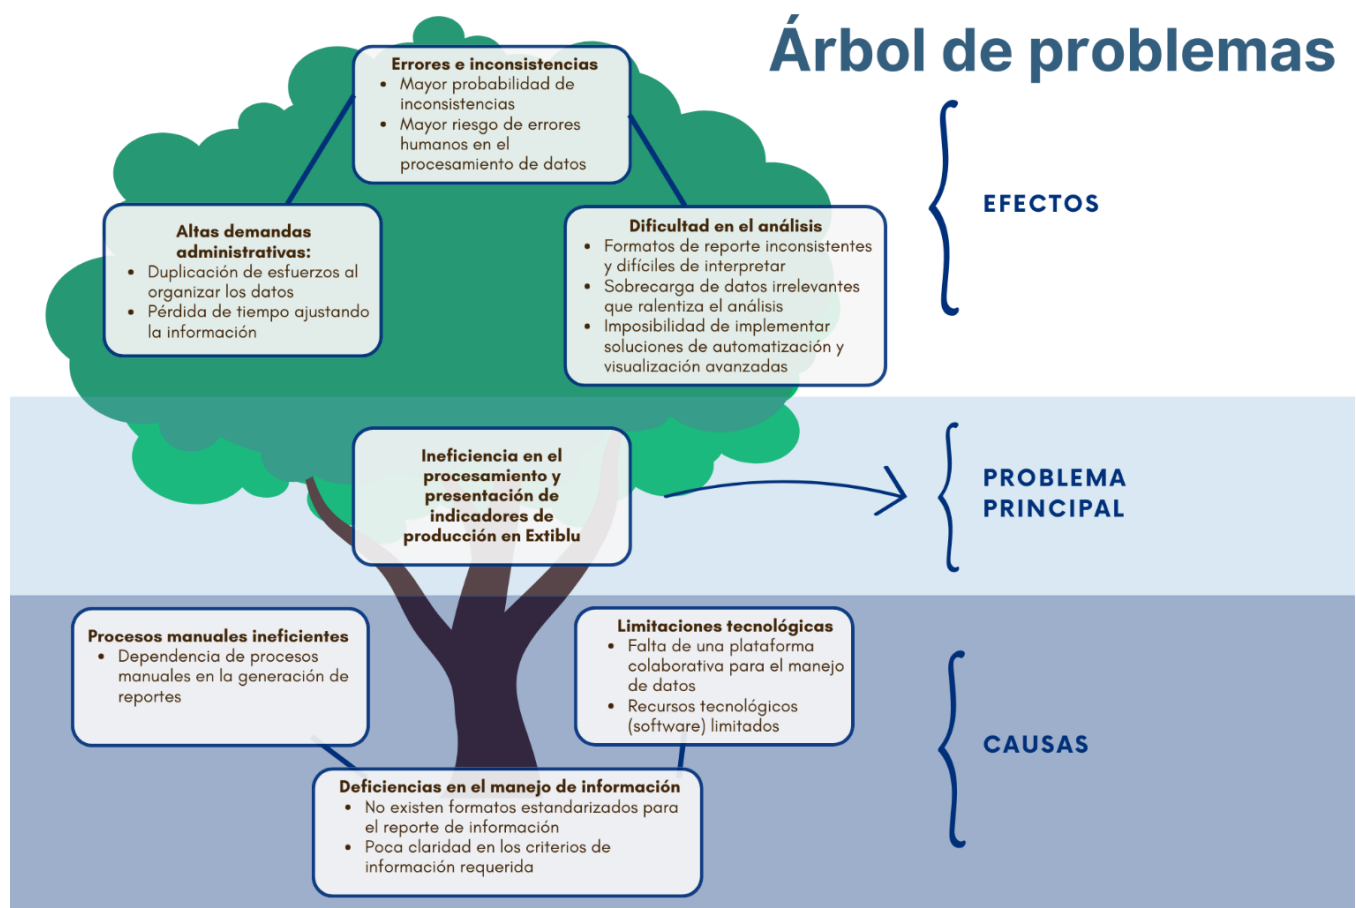 Árbol de problemas
Errores e inconsistencias
• Mayor probabilidad de
inconsistencias
• Mayor riesgo de errores
humanos en el
procesamiento de datos
EFECTOS
Altas demandas
administrativas:
• Duplicación de esfuerzos al
organizar los datos
• Pérdida de tiempo ajustando
la información
Dificultad en el análisis
• Formatos de reporte inconsistentes
y difíciles de interpretar
• Sobrecarga de datos irrelevantes
que ralentiza el análisis
• Imposibilidad de implementar
soluciones de automatización y
visualización avanzadas
Ineficiencia en el
procesamiento y
presentación de
indicadores de
producción en Extiblu
PROBLEMA
PRINCIPAL
Procesos manuales ineficientes
• Dependencia de procesos
manuales en la generación de
reportes
Limitaciones tecnológicas
• Falta de una plataforma
colaborativa para el manejo
de datos
• Recursos tecnológicos
(software) limitados
CAUSAS
Deficiencias en el manejo de información
• No existen formatos estandarizados para
el reporte de información
• Poca claridad en los criterios de
información requerida